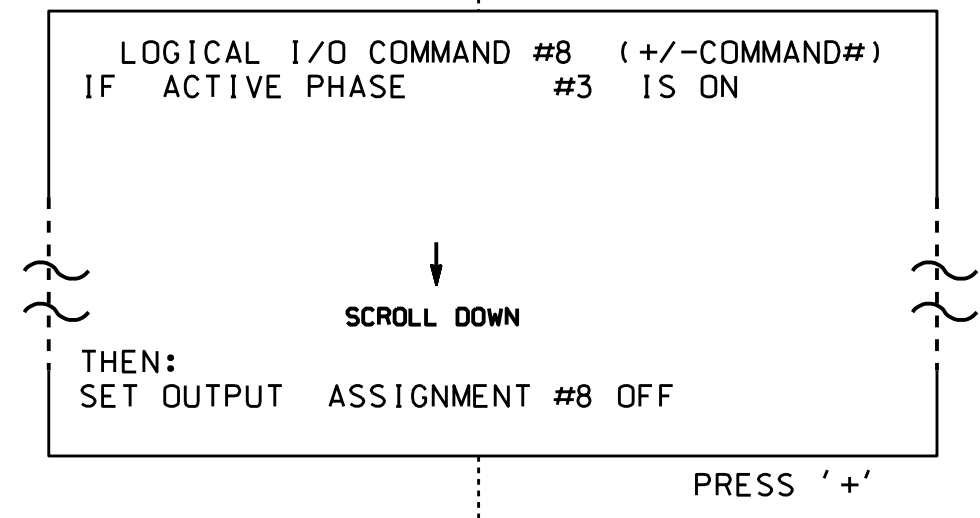 LOGICAL I/O COMMAND #8 (+/-COMMAND#)
IF ACTIVE PHASE #3 IS ON
SCROLL DOWN
THEN:
SET OUTPUT ASSIGNMENT #8 OFF
PRESS '+'